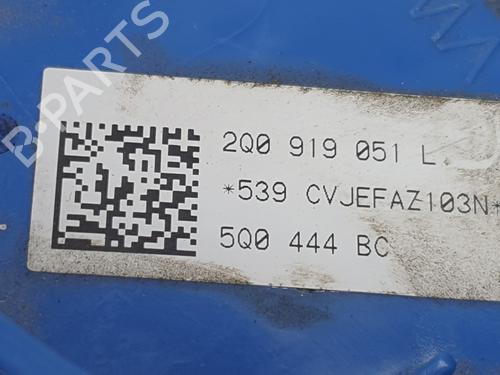 2Q0 919 051 L
*539 CVJEFAZ103N*
5Q0 444 BC
B-PARTS